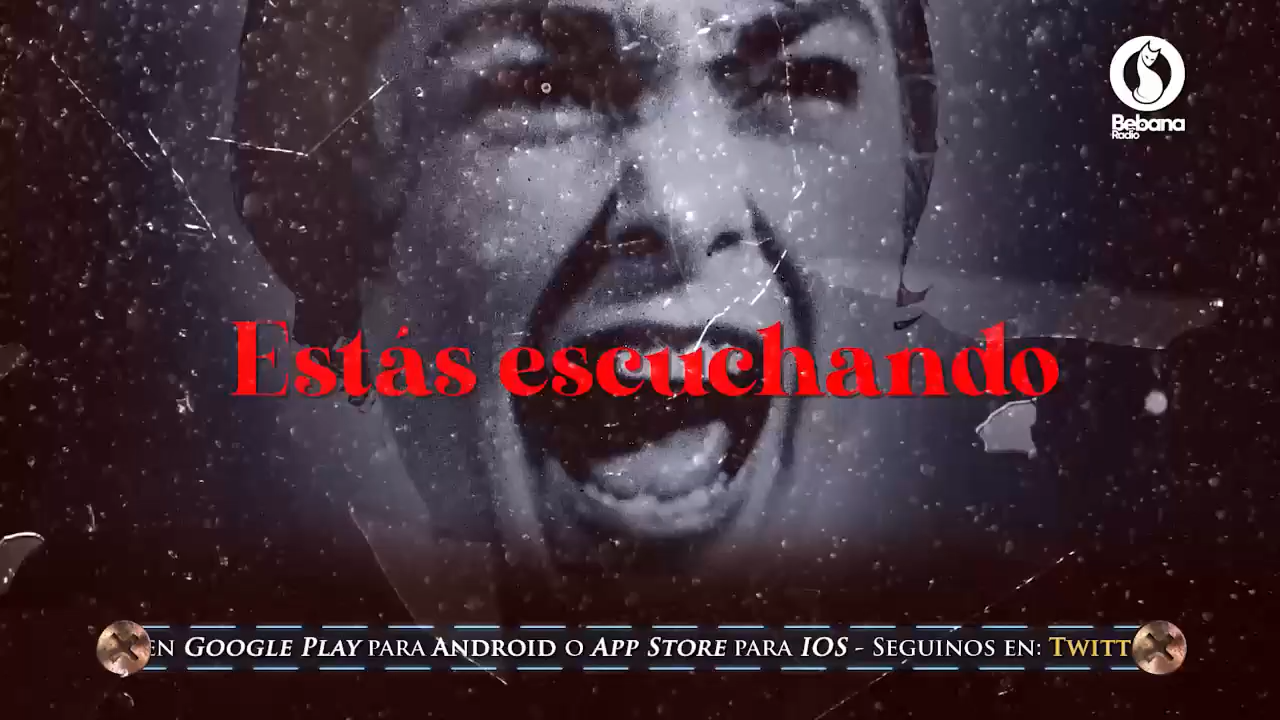 Bebana
Radio
Estás escuchando
EN GOOGLE PLAY PARA ANDROID O APP STORE PARA IOS - SEGUINOS EN: TWITT